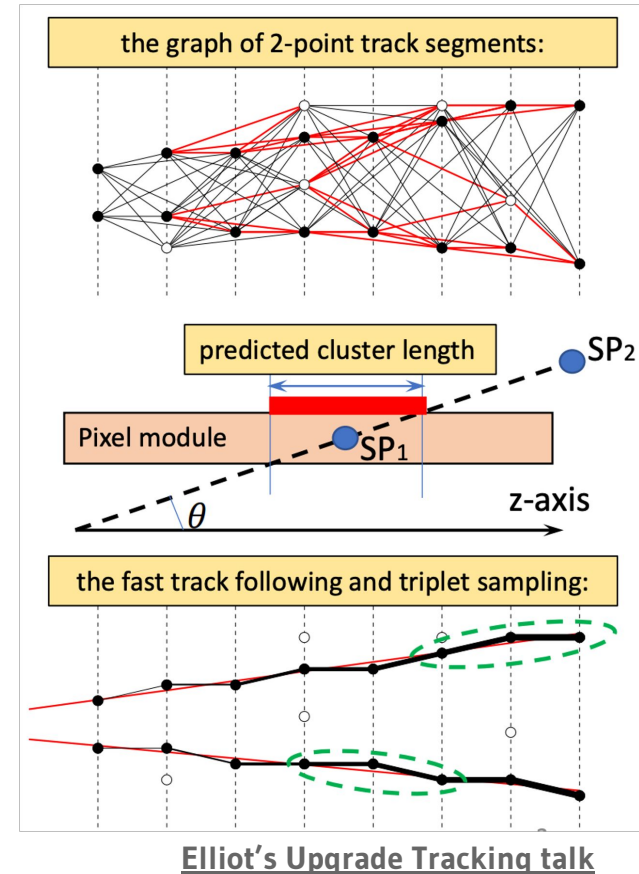 the graph of 2-point track segments:
predicted cluster length
SP2
Pixel module
SP1
z-axis
θ
the fast track following and triplet sampling:
Elliot's Upgrade Tracking talk